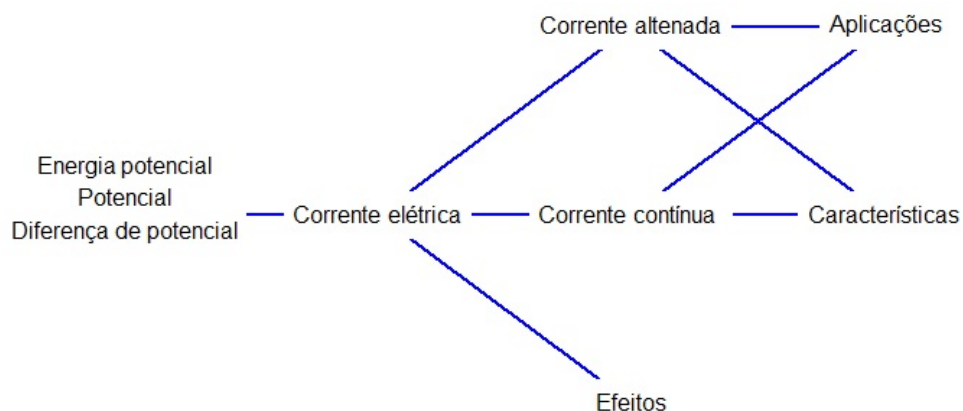 Corrente altenada
Aplicações
Energia potencial
Potencial
Diferença de potencial
Corrente elétrica
Corrente contínua
Características
Efeitos